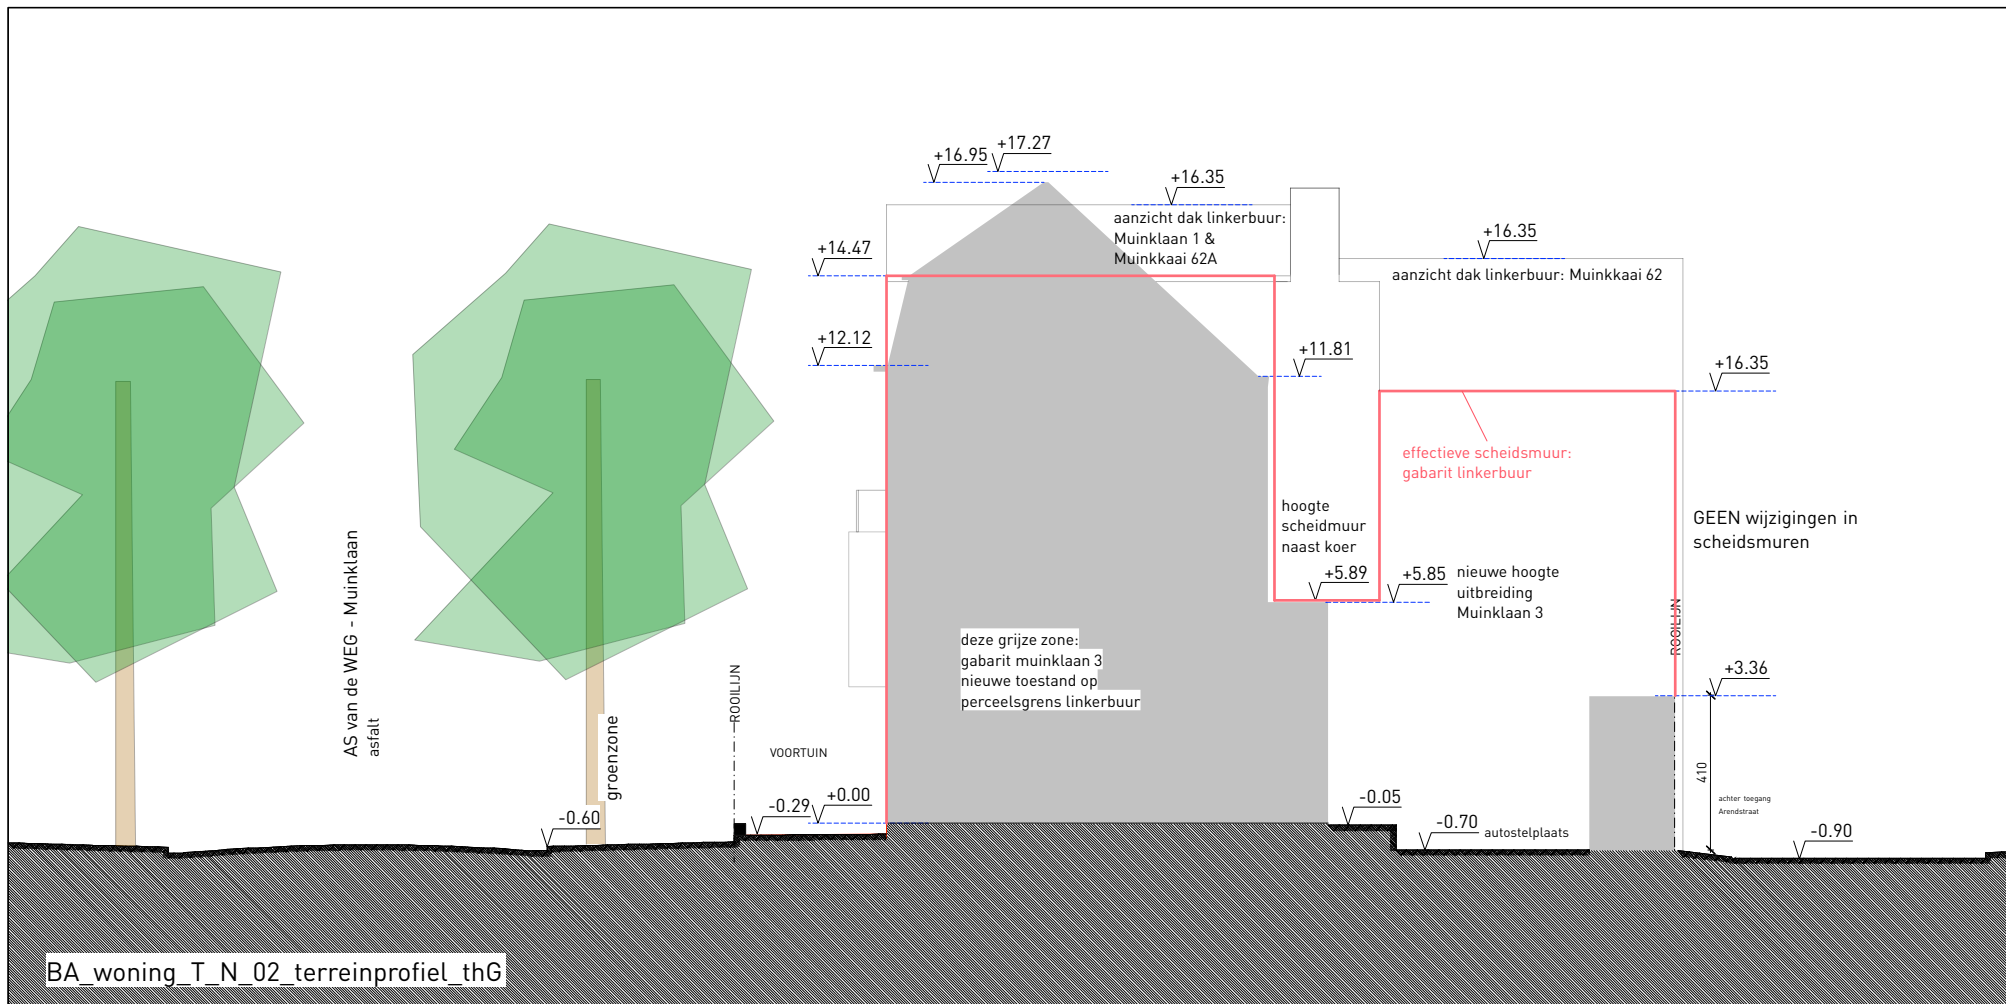 +17.27
+16.95
+16.35
aanzicht dak linkerbuur:
Muinklaan 1 &
Muinkkaai 62A
+14.47
+16.35
aanzicht dak linkerbuur: Muinkkaai 62
+12.12
+11.81
+16.35
effectieve scheidsmuur:
gabarit linkerbuur
hoogte
scheidmuur
naast koer
GEEN wijzigingen in
scheidsmuren
+5.89
+5.85
nieuwe hoogte
uitbreiding
Muinklaan 3
ROOILIJN
deze grijze zone:
gabarit muinklaan 3
nieuwe toestand op
perceelsgrens linkerbuur
+3.36
AS van de WEG - Muinklaan
asfalt
groenzone
ROOILIJN
VOORTUIN
410
achter toegang
Arendstraat
-0.60
-0.29
+0.00
-0.05
-0.70
autostelplaats
-0.90
BA_woning_T_N_02_terreinprofiel_thG